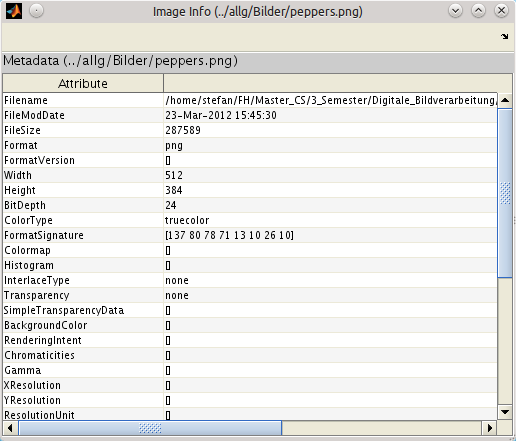 Image Info (../allg/Bilder/peppers.png)
Metadata (../allg/Bilder/peppers.png)
Attribute
Filename /home/stefan/FH/Master_CS/3_Semester/Digitale_Bildverarbeitung/
FileModDate 23-Mar-2012 15:45:30
FileSize 287589
Format png
FormatVersion []
Width 512
Height 384
BitDepth 24
ColorType truecolor
FormatSignature [137 80 78 71 13 10 26 10]
Colormap []
Histogram []
InterlaceType none
Transparency none
SimpleTransparencyData []
BackgroundColor []
RenderingIntent []
Chromaticities []
Gamma []
XResolution []
YResolution []
ResolutionUnit []